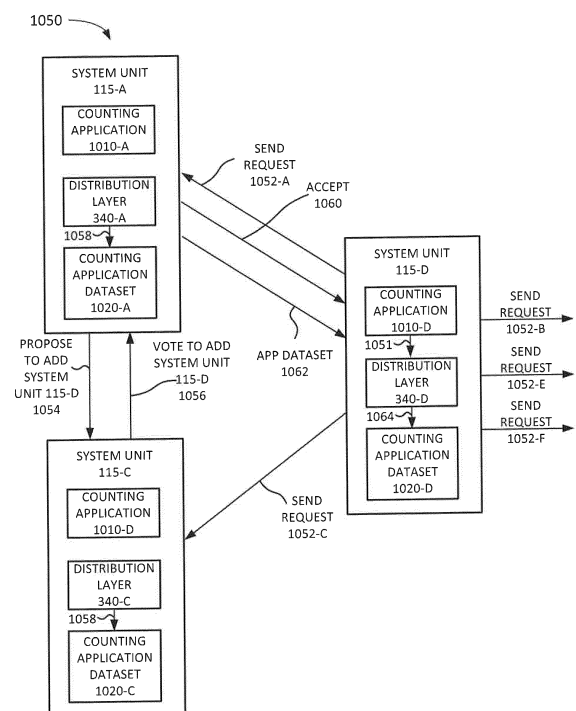 1050
SYSTEM UNIT
115-A
COUNTING
APPLICATION
1010-A
DISTRIBUTION
LAYER
340-A
1058
COUNTING
APPLICATION
DATASET
1020-A
SEND
REQUEST
1052-A
ACCEPT
1060
APP DATASET
1062
SYSTEM UNIT
115-D
COUNTING
APPLICATION
1010-D
1051
DISTRIBUTION
LAYER
340-D
1064
COUNTING
APPLICATION
DATASET
1020-D
SEND
REQUEST
1052-B
SEND
REQUEST
1052-E
SEND
REQUEST
1052-F
PROPOSE
TO ADD
SYSTEM
UNIT 115-D
1054
VOTE TO ADD
SYSTEM UNIT
115-D
1056
SYSTEM UNIT
115-C
COUNTING
APPLICATION
1010-D
DISTRIBUTION
LAYER
340-C
1058
COUNTING
APPLICATION
DATASET
1020-C
SEND
REQUEST
1052-C